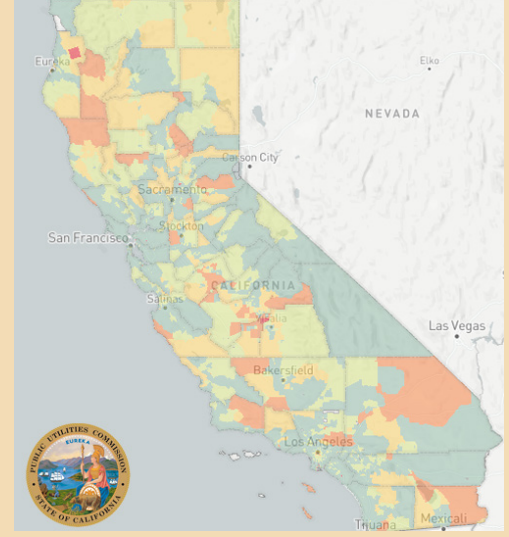 Eureka
Elko
NEVADA
Carson City
Sacramento
Stockton
San Francisco
CALIFORNIA
Salinas
Visalia
Las Vegas
Bakersfield
Los Angeles
Tijuana
Mexicali
PUBLIC UTILITIES COMMISSION
EUREKA
STATE OF CALIFORNIA